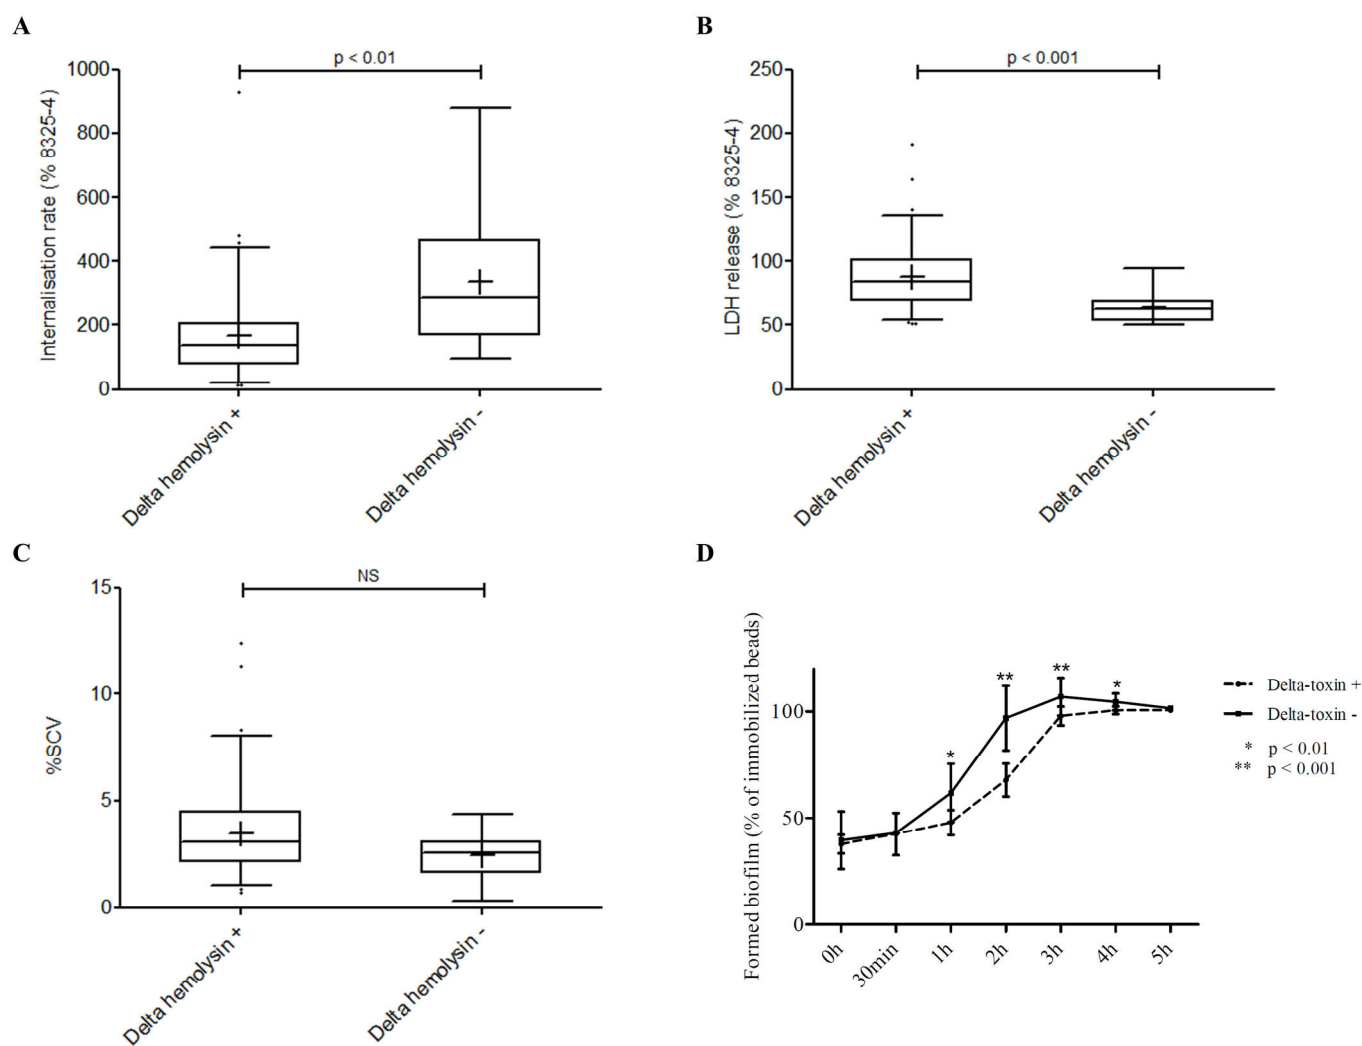 A
p < 0.01
Internalisation rate (% 8325-4)
1000
800
600
400
200
0
Delta hemolysin +
Delta hemolysin -
B
p < 0.001
LDH release (% 8325-4)
250
200
150
100
50
0
Delta hemolysin +
Delta hemolysin -
C
NS
%SCV
15
10
5
0
Delta hemolysin +
Delta hemolysin -
D
Formed biofilm (% of immobilized beads)
100
50
0
*
**
**
*
0h
30min
1h
2h
3h
4h
5h
Delta-toxin +
Delta-toxin -
* p < 0.01
** p < 0.001